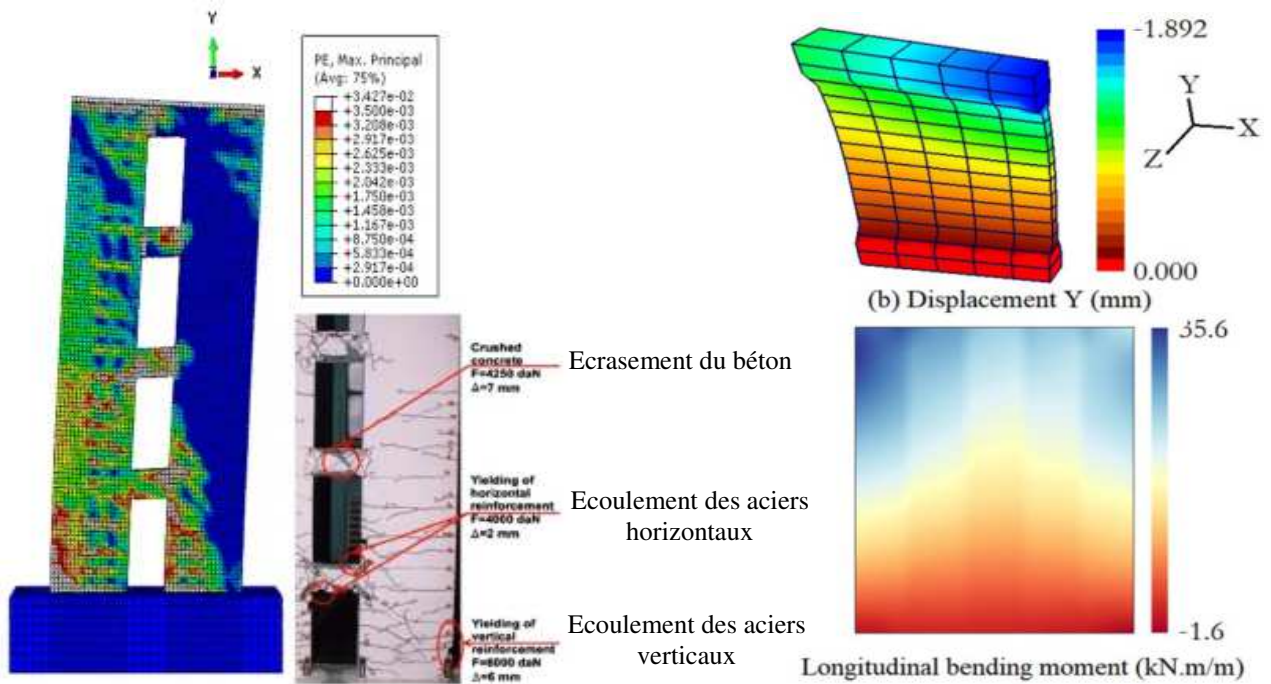 Y
X
PE, Max. Principal
(Avg: 75%)
+3.427e-02
+3.500e-03
+3.208e-03
+2.917e-03
+2.625e-03
+2.333e-03
+2.042e-03
+1.750e-03
+1.458e-03
+1.167e-03
+8.750e-04
+5.833e-04
+2.917e-04
+0.000e+00
Crushed
concrete
F=4250 daN
Δ=7 mm
Ecrasement du béton
Yielding of
horizontal
reinforcement
F=4000 daN
Δ=2 mm
Ecoulement des aciers
horizontaux
Yielding of
vertical
reinforcement
F=6000 daN
Δ=6 mm
Ecoulement des aciers
verticaux
-1.892
0.000
Y
X
Z
(b) Displacement Y (mm)
35.6
-1.6
Longitudinal bending moment (kN.m/m)